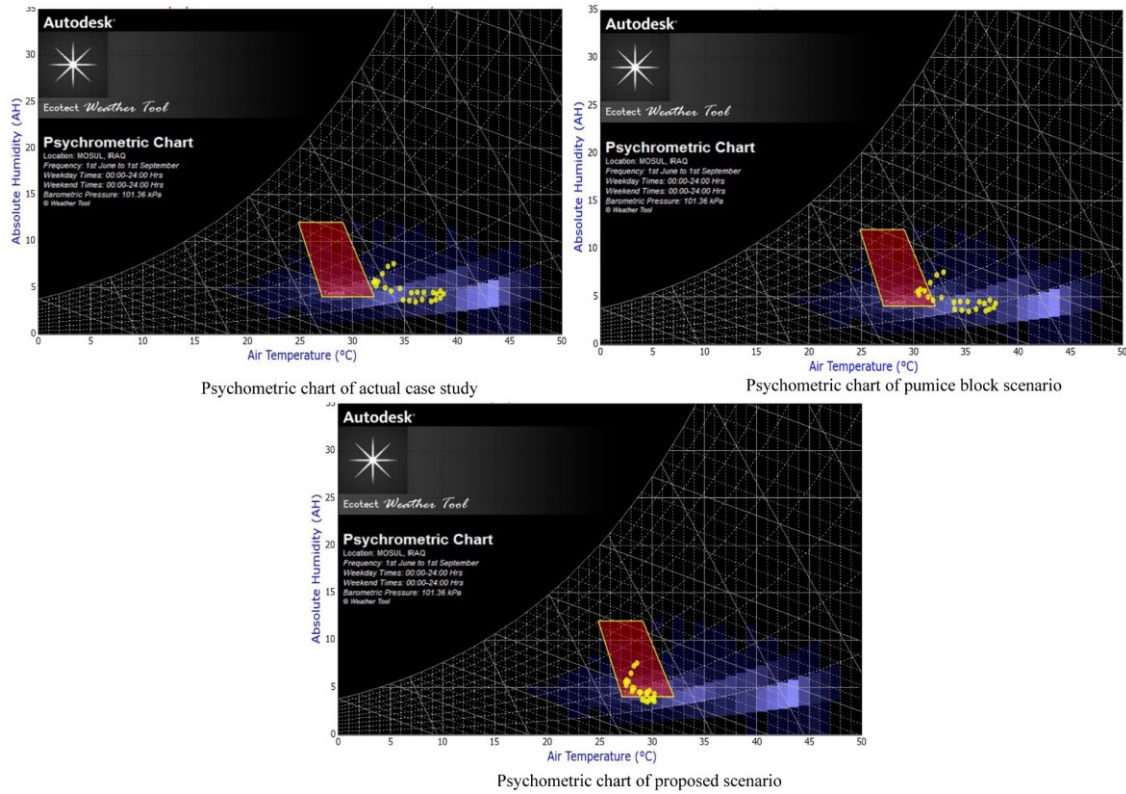 Autodesk
Ecotect Weather Tool
Psychrometric Chart
Location: MOSUL, IRAQ
Frequency: 1st June to 1st September
Weekday Times: 00:00-24:00 Hrs
Weekend Times: 00:00-24:00 Hrs
Barometric Pressure: 101.36 kPa
© Weather Tool
Absolute Humidity (AH)
35
30
25
20
15
10
5
0
Comfort
0 5 10 15 20 25 30 35 40 45 50
Air Temperature (ºC)
Psychometric chart of actual case study
Autodesk
Ecotect Weather Tool
Psychrometric Chart
Location: MOSUL, IRAQ
Frequency: 1st June to 1st September
Weekday Times: 00:00-24:00 Hrs
Weekend Times: 00:00-24:00 Hrs
Barometric Pressure: 101.36 kPa
© Weather Tool
Absolute Humidity (AH)
35
30
25
20
15
10
5
0
0 5 10 15 20 25 30 35 40 45 50
Air Temperature (ºC)
Psychometric chart of pumice block scenario
Autodesk
Ecotect Weather Tool
Psychrometric Chart
Location: MOSUL, IRAQ
Frequency: 1st June to 1st September
Weekday Times: 00:00-24:00 Hrs
Weekend Times: 00:00-24:00 Hrs
Barometric Pressure: 101.36 kPa
© Weather Tool
Absolute Humidity (AH)
35
30
25
20
15
10
5
0
0 5 10 15 20 25 30 35 40 45 50
Air Temperature (ºC)
Psychometric chart of proposed scenario